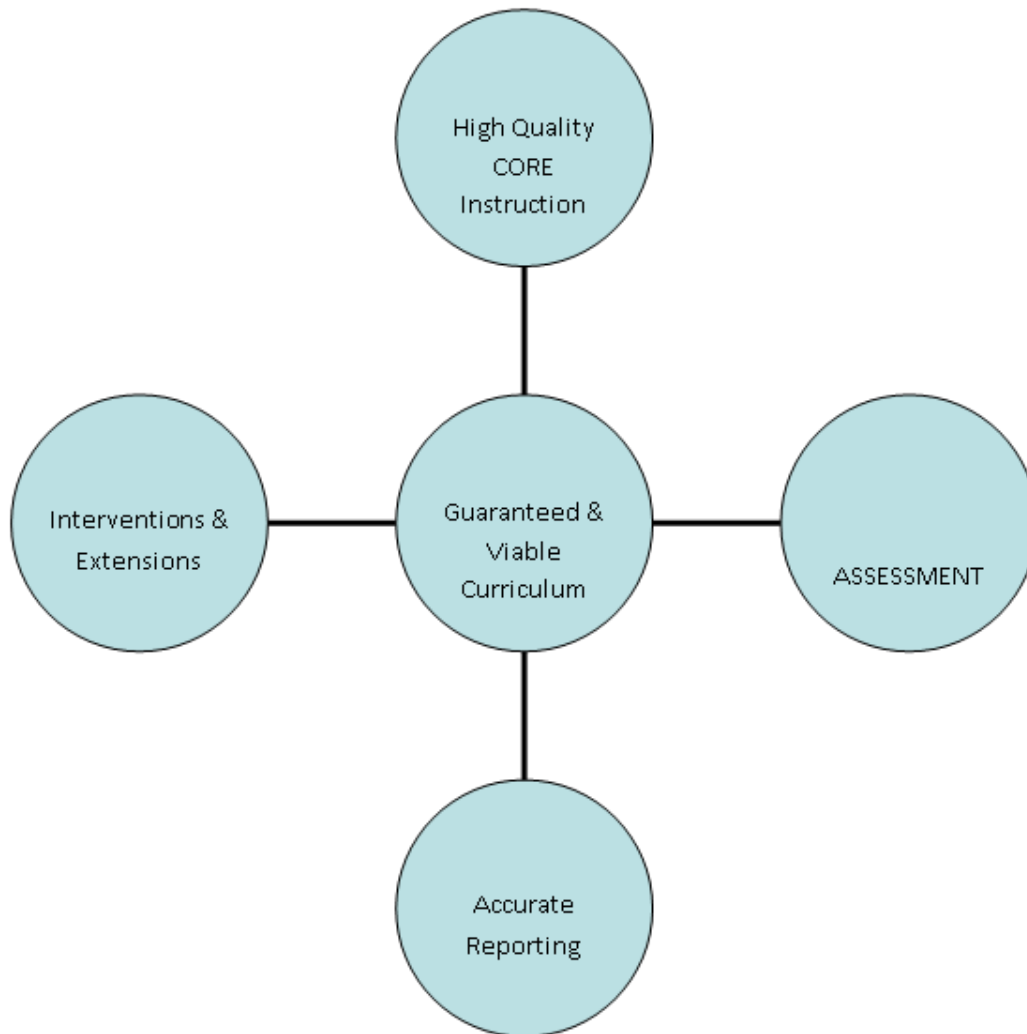 High Quality
CORE
Instruction
Interventions &
Extensions
Guaranteed &
Viable
Curriculum
ASSESSMENT
Accurate
Reporting